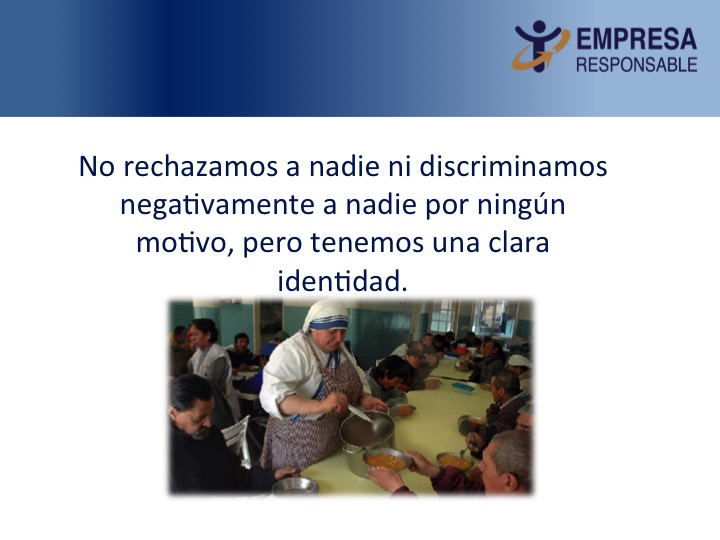 EMPRESA
RESPONSABLE
No rechazamos a nadie ni discriminamos
negativamente a nadie por ningún
motivo, pero tenemos una clara
identidad.